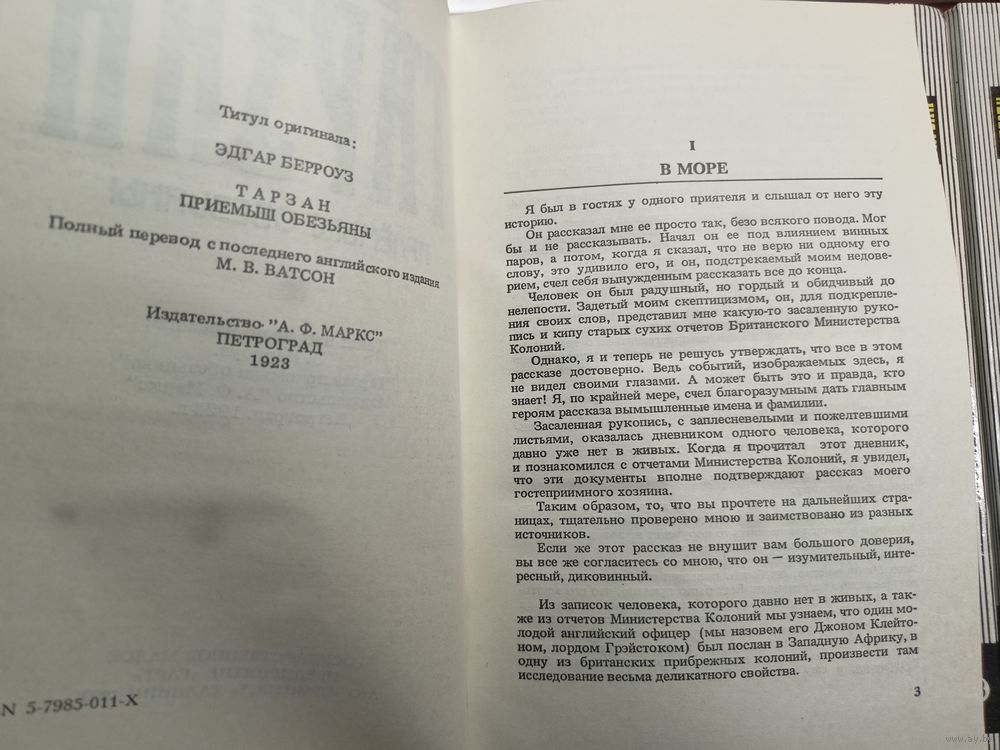 Титул оригинала:
ЭДГАР БЕРРОУЗ
ТАРЗАН
ПРИЕМЫШ ОБЕЗЬЯНЫ
Полный перевод с последнего английского издания
М. В. ВАТСОН
Издательство "А. Ф. МАРКС"
ПЕТРОГРАД
1923
N 5-7985-011-X
I
В МОРЕ
Я был в гостях у одного приятеля и слышал от него эту
историю.
Он рассказал мне ее просто так, безо всякого повода. Мог
бы и не рассказывать. Начал он ее под влиянием винных
паров, а потом, когда я сказал, что не верю ни одному его
слову, это удивило его, и он, подстрекаемый моим недове-
рием, счел себя вынужденным рассказать все до конца.
Человек он был радушный, но гордый и обидчивый до
нелепости. Задетый моим скептицизмом, он, для подкрепле-
ния своих слов, представил мне какую-то засаленную руко-
пись и кипу старых сухих отчетов Британского Министерства
Колоний.
Однако, я и теперь не решусь утверждать, что все в этом
рассказе достоверно. Ведь событий, изображаемых здесь, я
не видел своими глазами. А может быть это и правда, кто
знает! Я, по крайней мере, счел благоразумным дать главным
героям рассказа вымышленные имена и фамилии.
Засаленная рукопись, с заплесневелыми и пожелтевшими
листьями, оказалась дневником одного человека, которого
давно уже нет в живых. Когда я прочитал этот дневник,
и познакомился с отчетами Министерства Колоний, я увидел,
что эти документы вполне подтверждают рассказ моего
гостеприимного хозяина.
Таким образом, то, что вы прочтете на дальнейших стра-
ницах, тщательно проверено мною и заимствовано из разных
источников.
Если же этот рассказ не внушит вам большого доверия,
вы все же согласитесь со мною, что он — изумительный, инте-
ресный, диковинный.
Из записок человека, которого давно нет в живых, а так-
же из отчетов Министерства Колоний мы узнаем, что один мо-
лодой английский офицер (мы назовем его Джоном Клейто-
ном, лордом Грэйстоком) был послан в Западную Африку, в
одну из британских прибрежных колоний, произвести там
исследование весьма деликатного свойства.
3